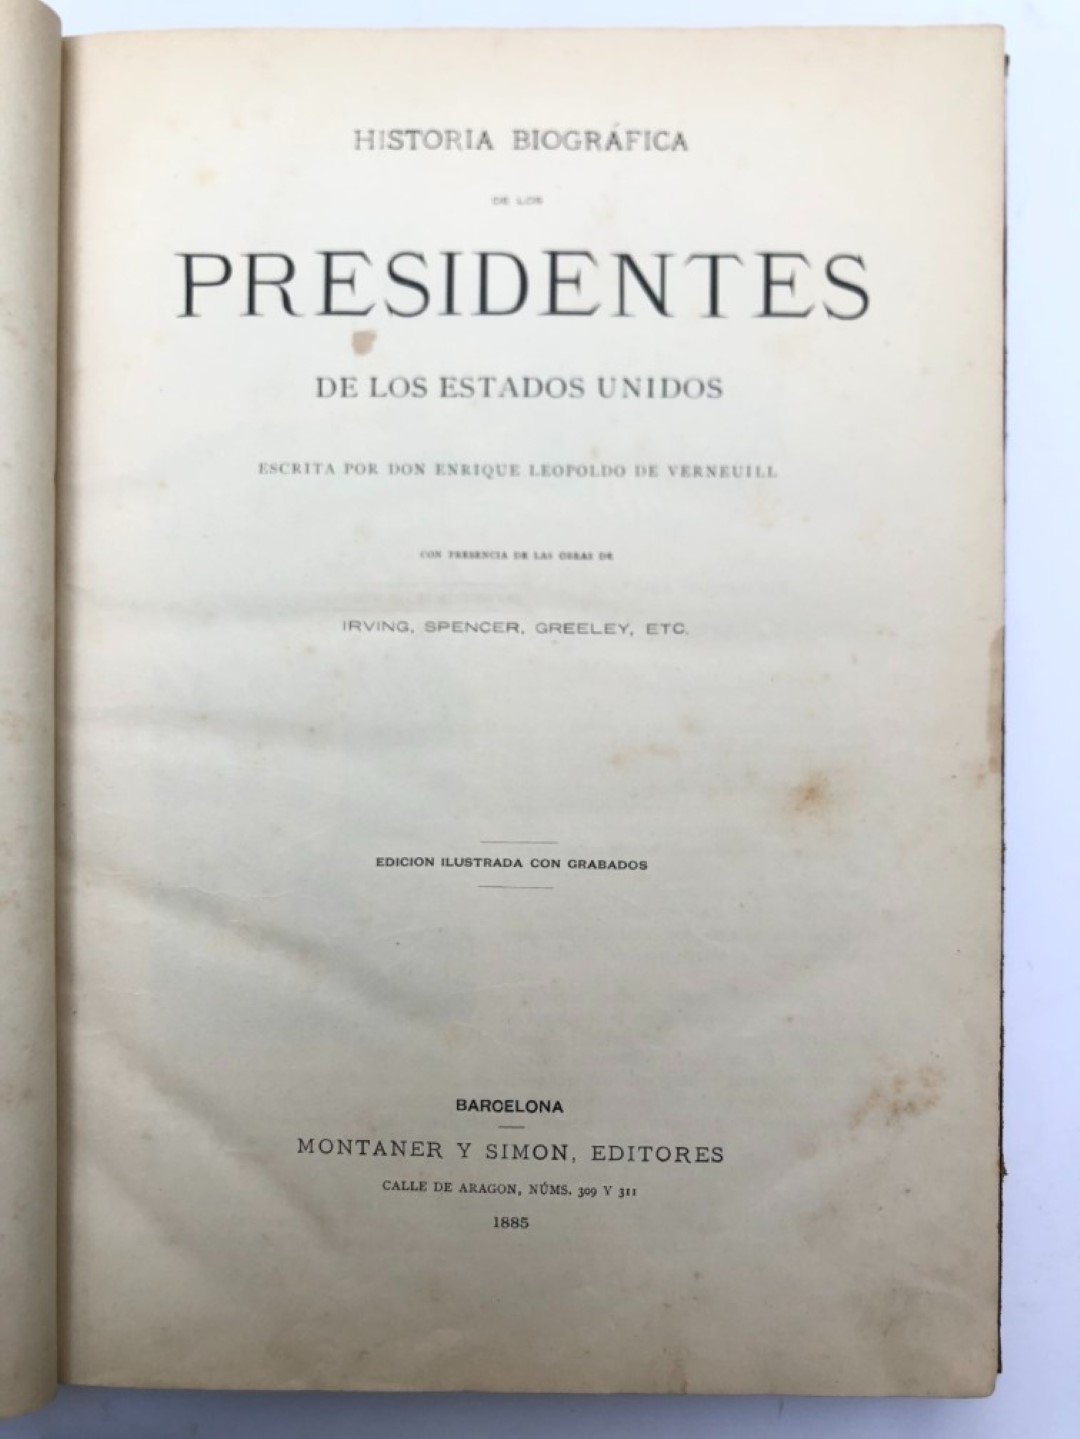 HISTORIA BIOGRÁFICA
DE LOS
PRESIDENTES
DE LOS ESTADOS UNIDOS
ESCRITA POR DON ENRIQUE LEOPOLDO DE VERNEUILL
CON PRESENCIA DE LAS OBRAS DE
IRVING, SPENCER, GREELEY, ETC.
EDICION ILUSTRADA CON GRABADOS
BARCELONA
MONTANER Y SIMON, EDITORES
CALLE DE ARAGON, NÚMS. 309 Y 311
1885